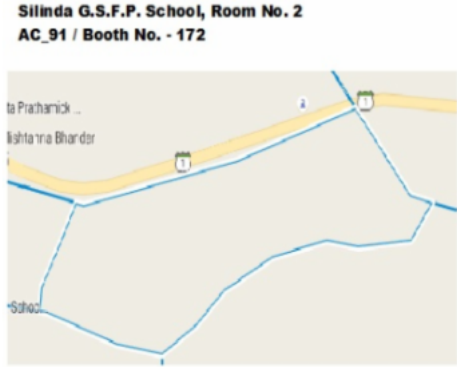 Silinda G.S.F.P. School, Room No. 2
AC_91 / Booth No. - 172
1
ta Prathamick ...
lishtanna Bhander
1
School